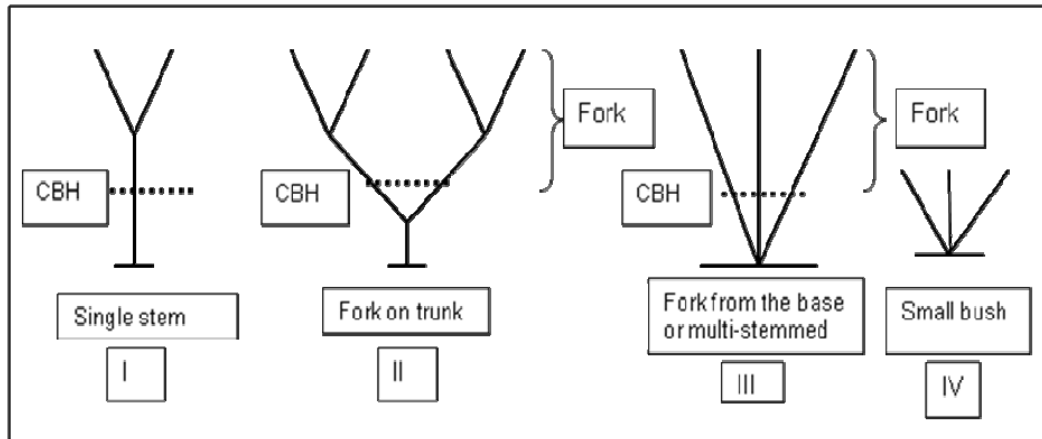 Fork
Fork
CBH
CBH
CBH
Single stem
Fork on trunk
Fork from the base
or multi-stemmed
Small bush
I
II
III
IV